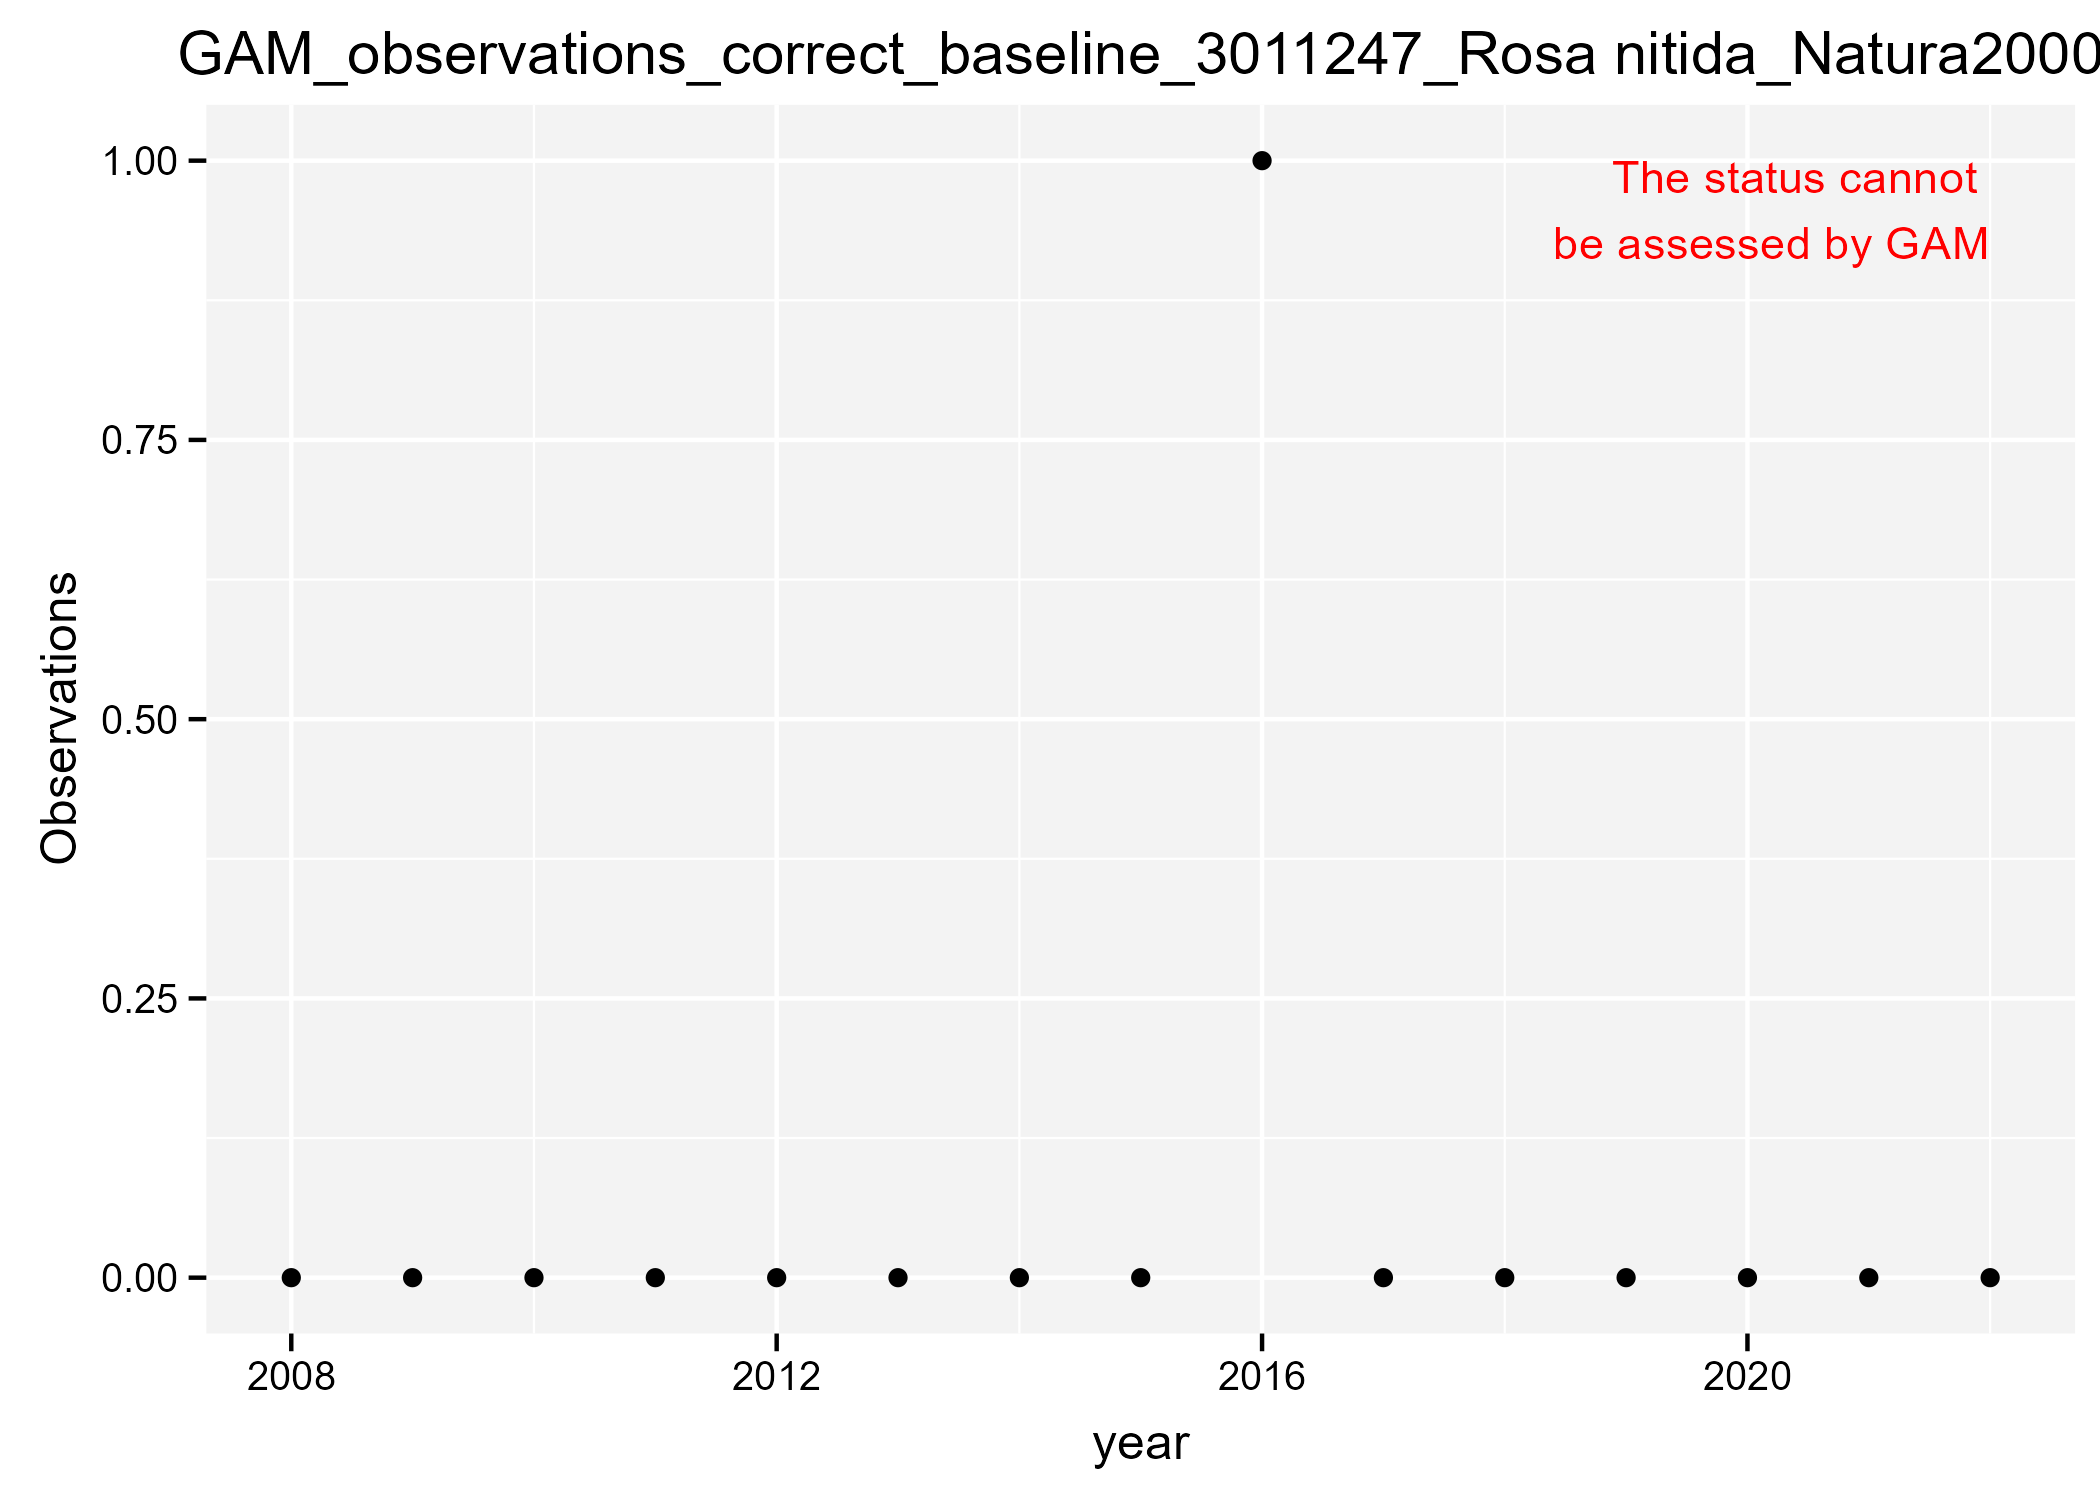 GAM_observations_correct_baseline_3011247_Rosa nitida_Natura2000
1.00
The status cannot
be assessed by GAM
0.75
0.50
0.25
0.00
Observations
2008 2012 2016 2020
year